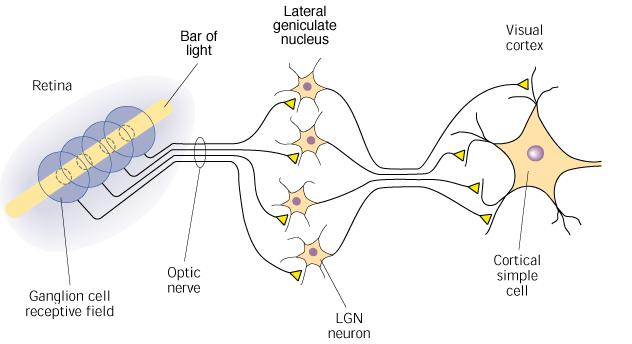 Lateral
geniculate
nucleus
Visual
cortex
Bar of
light
Retina
Optic
nerve
Ganglion cell
receptive field
LGN
neuron
Cortical
simple
cell